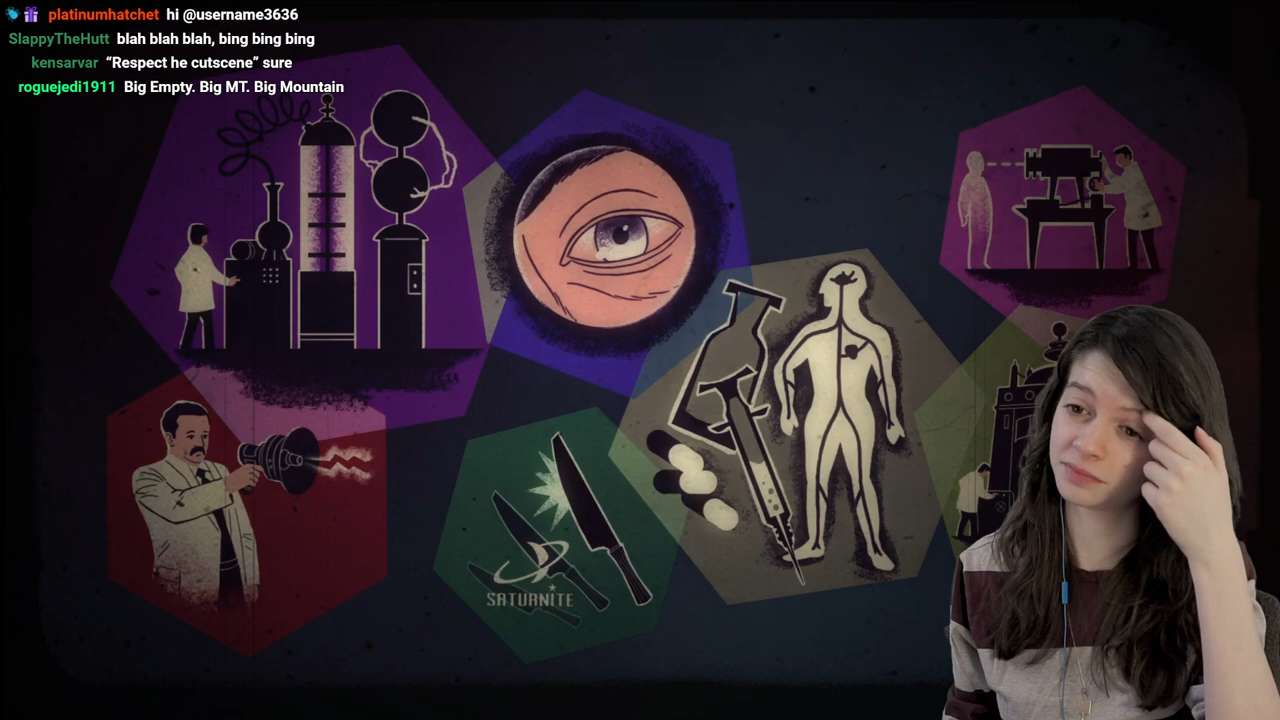 platinumhatchet hi @username3636
SlappyTheHutt blah blah blah, bing bing bing
kensarvar “Respect he cutscene” sure
roguejedi1911 Big Empty. Big MT. Big Mountain
SATURNITE